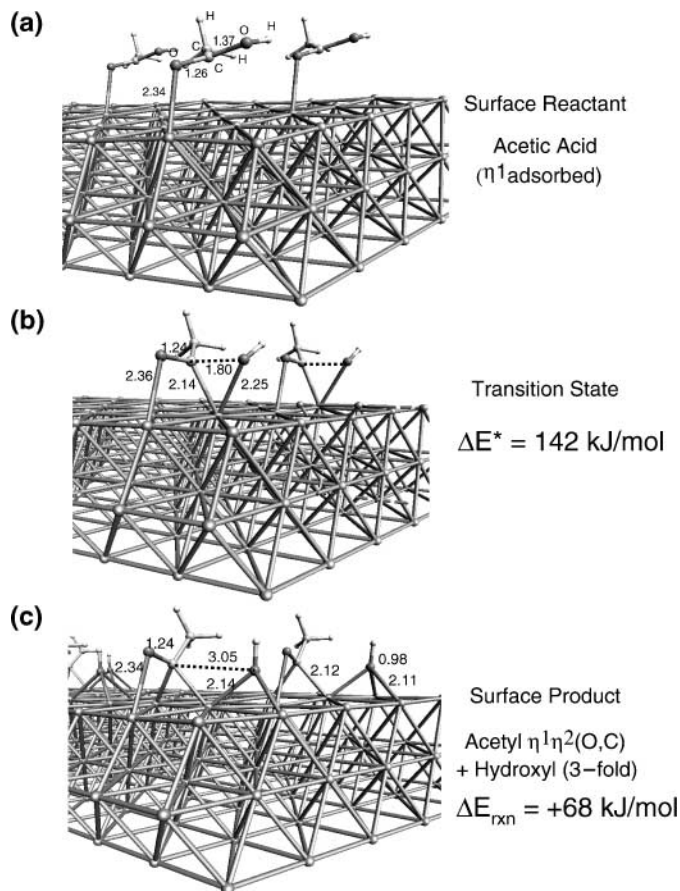 (a)
H
O
H
C
1.37
O
1.26
C
H
2.34
Surface Reactant
Acetic Acid
(η1 adsorbed)
(b)
1.24
1.80
2.36
2.14
2.25
Transition State
ΔE* = 142 kJ/mol
(c)
1.24
3.05
0.98
2.34
2.12
2.14
2.11
Surface Product
Acetyl η1η2(O,C)
+ Hydroxyl (3−fold)
ΔErxn = +68 kJ/mol